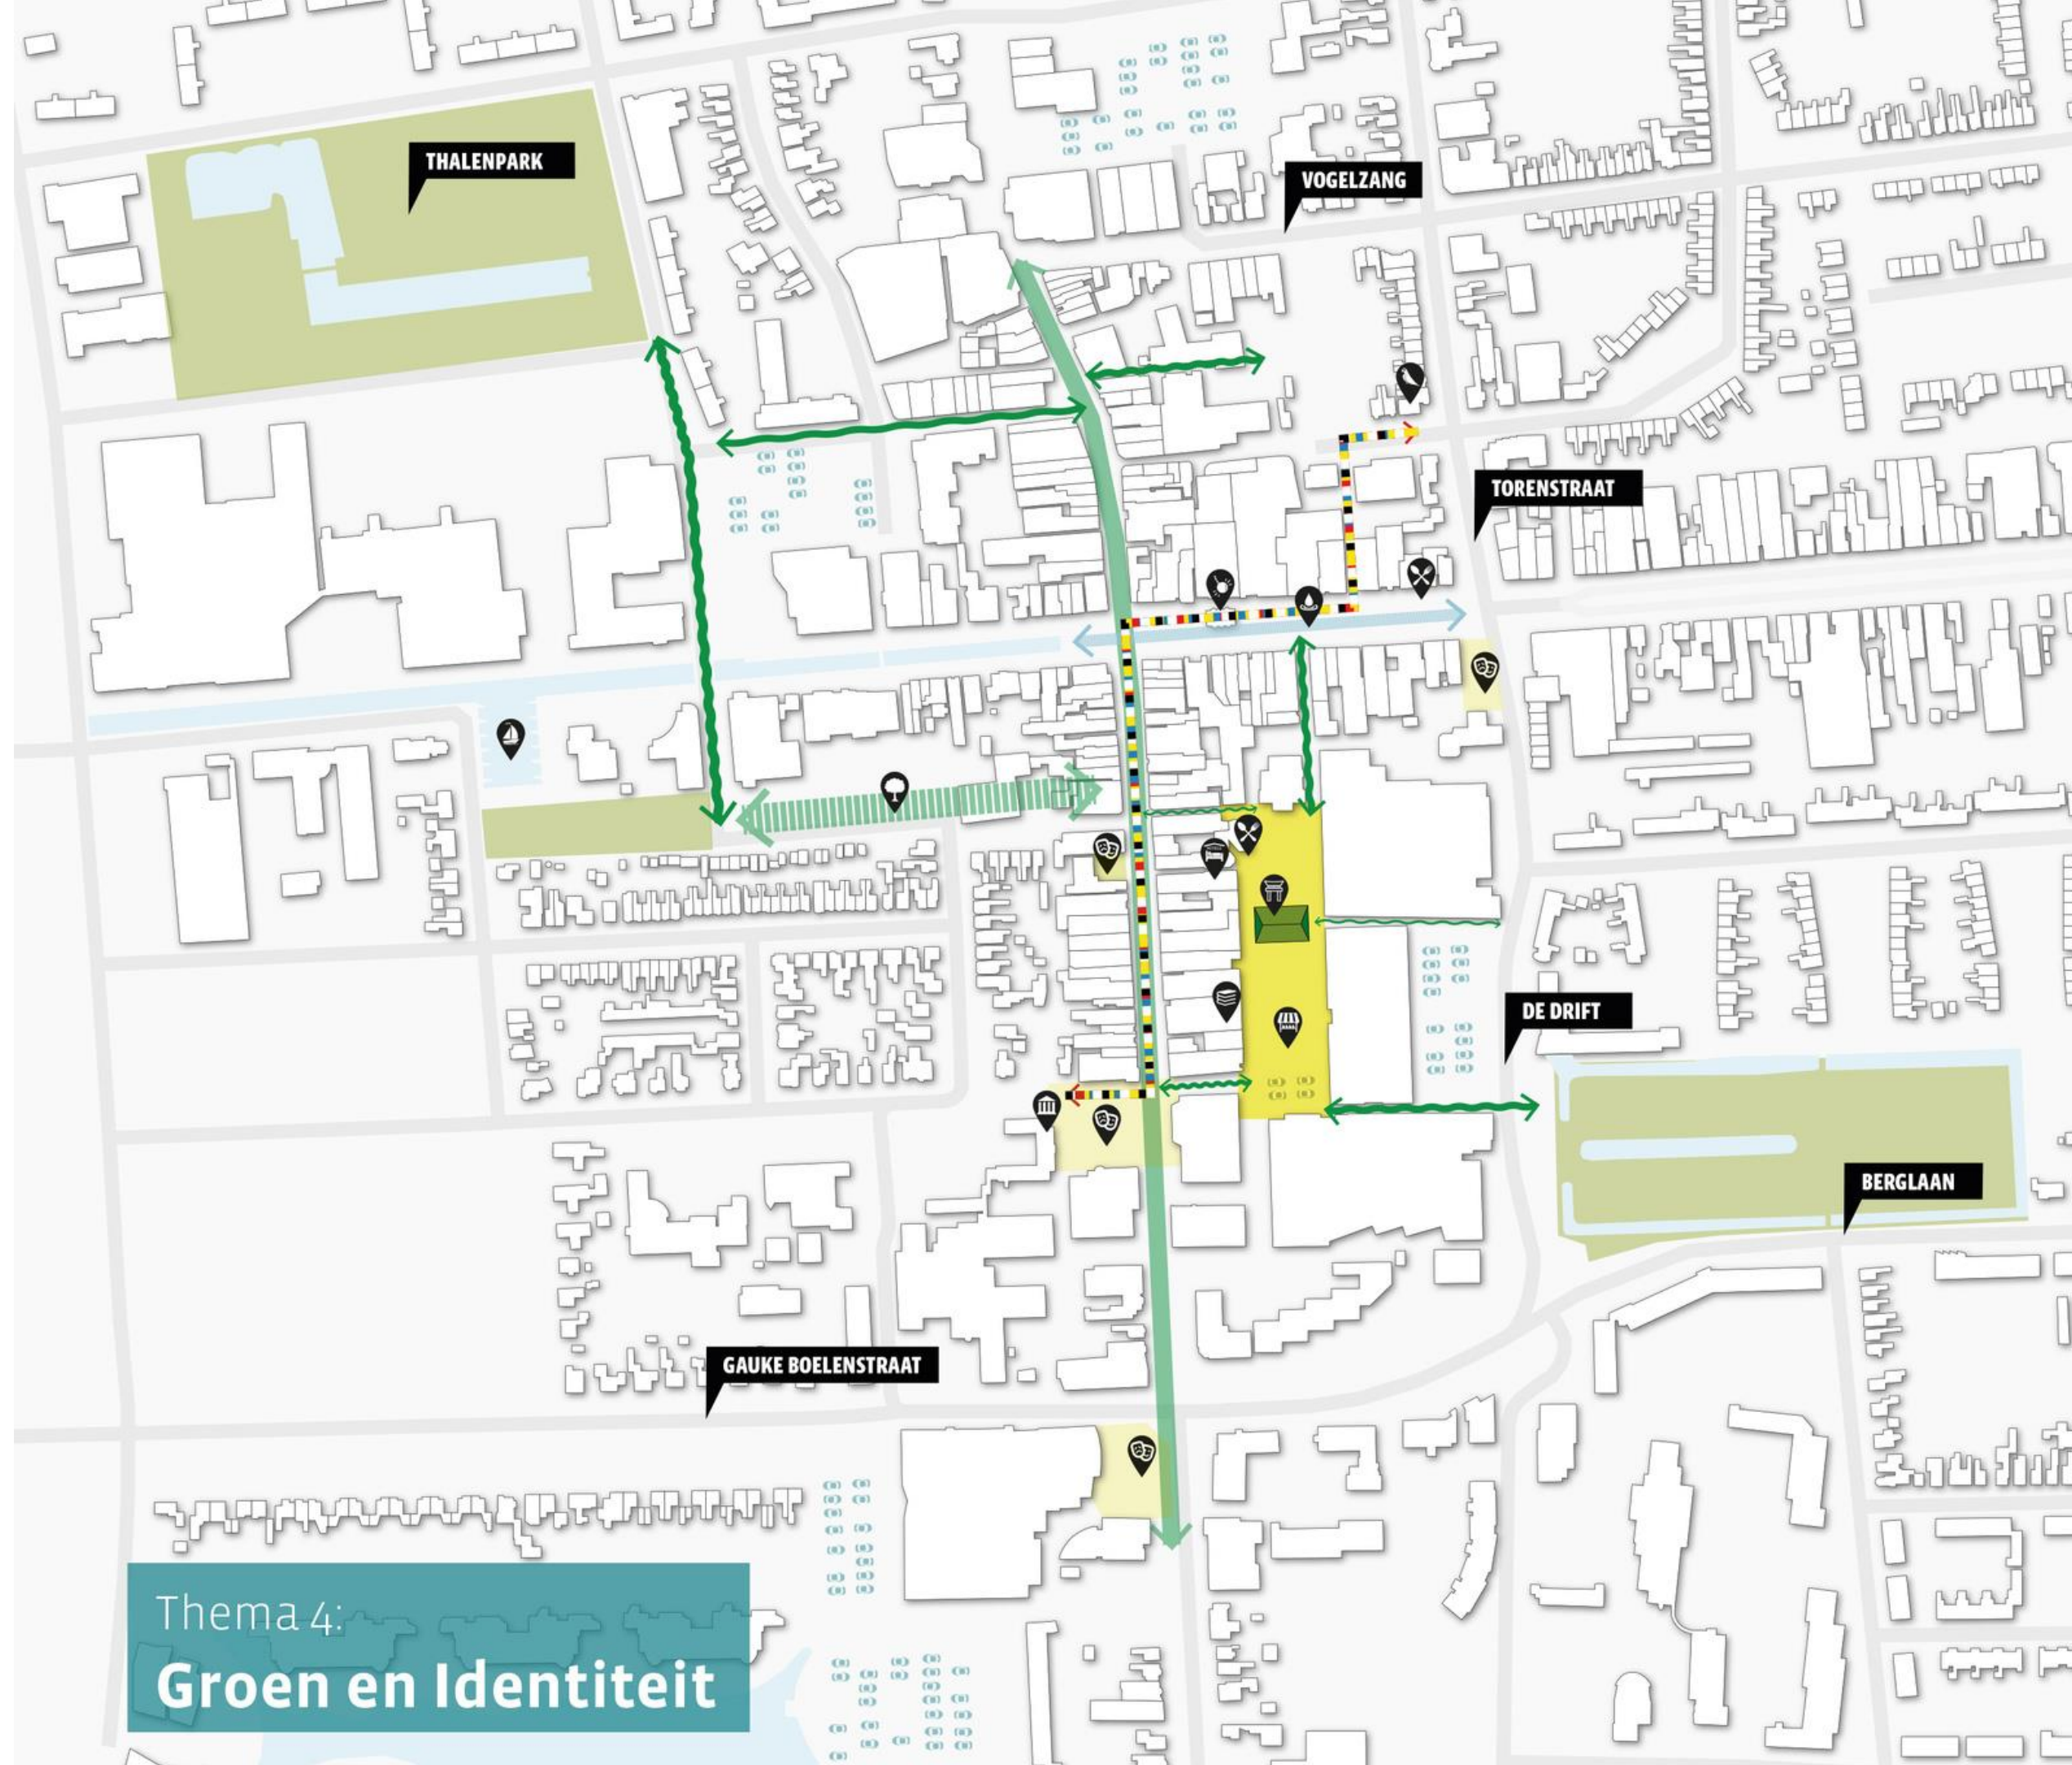 THALENPARK
VOGELZANG
TORENSTRAAT
DE DRIFT
BERGLAAN
GAUKE BOELENSTRAAT
Thema 4:
Groen en Identiteit